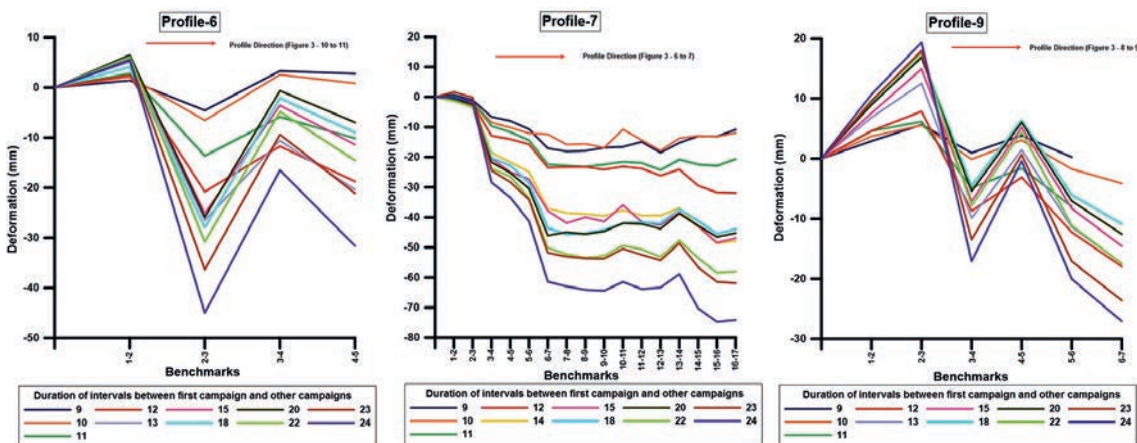 Profile-6
Profile Direction (Figure 3 - 10 to 11)
Deformation (mm)
10
0
-10
-20
-30
-40
-50
1-2
2-3
3-4
4-5
Benchmarks
Duration of intervals between first campaign and other campaigns
9 12 15 20 23
10 13 18 22 24
11
Profile-7
Profile Direction (Figure 3 - 6 to 7)
Deformation (mm)
20
10
0
-10
-20
-30
-40
-50
-60
-70
-80
1-2
2-3
3-4
4-5
5-6
6-7
7-8
8-9
9-10
10-11
11-12
12-13
13-14
14-15
15-16
16-17
Benchmarks
Duration of intervals between first campaign and other campaigns
9 12 15 20 23
10 14 18 22 24
11
Profile-9
Profile Direction (Figure 3 - 8 to 9
Deformation (mm)
20
10
0
-10
-20
-30
1-2
2-3
3-4
4-5
5-6
6-7
Benchmarks
Duration of intervals between first campaign and other campaigns
9 12 15 20 23
10 13 18 22 24
11